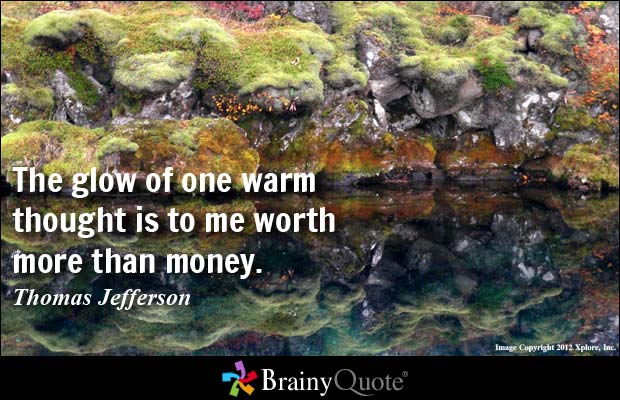 The glow of one warm
thought is to me worth
more than money.
Thomas Jefferson
Image Copyright 2012 Xplore, Inc.
BrainyQuote®